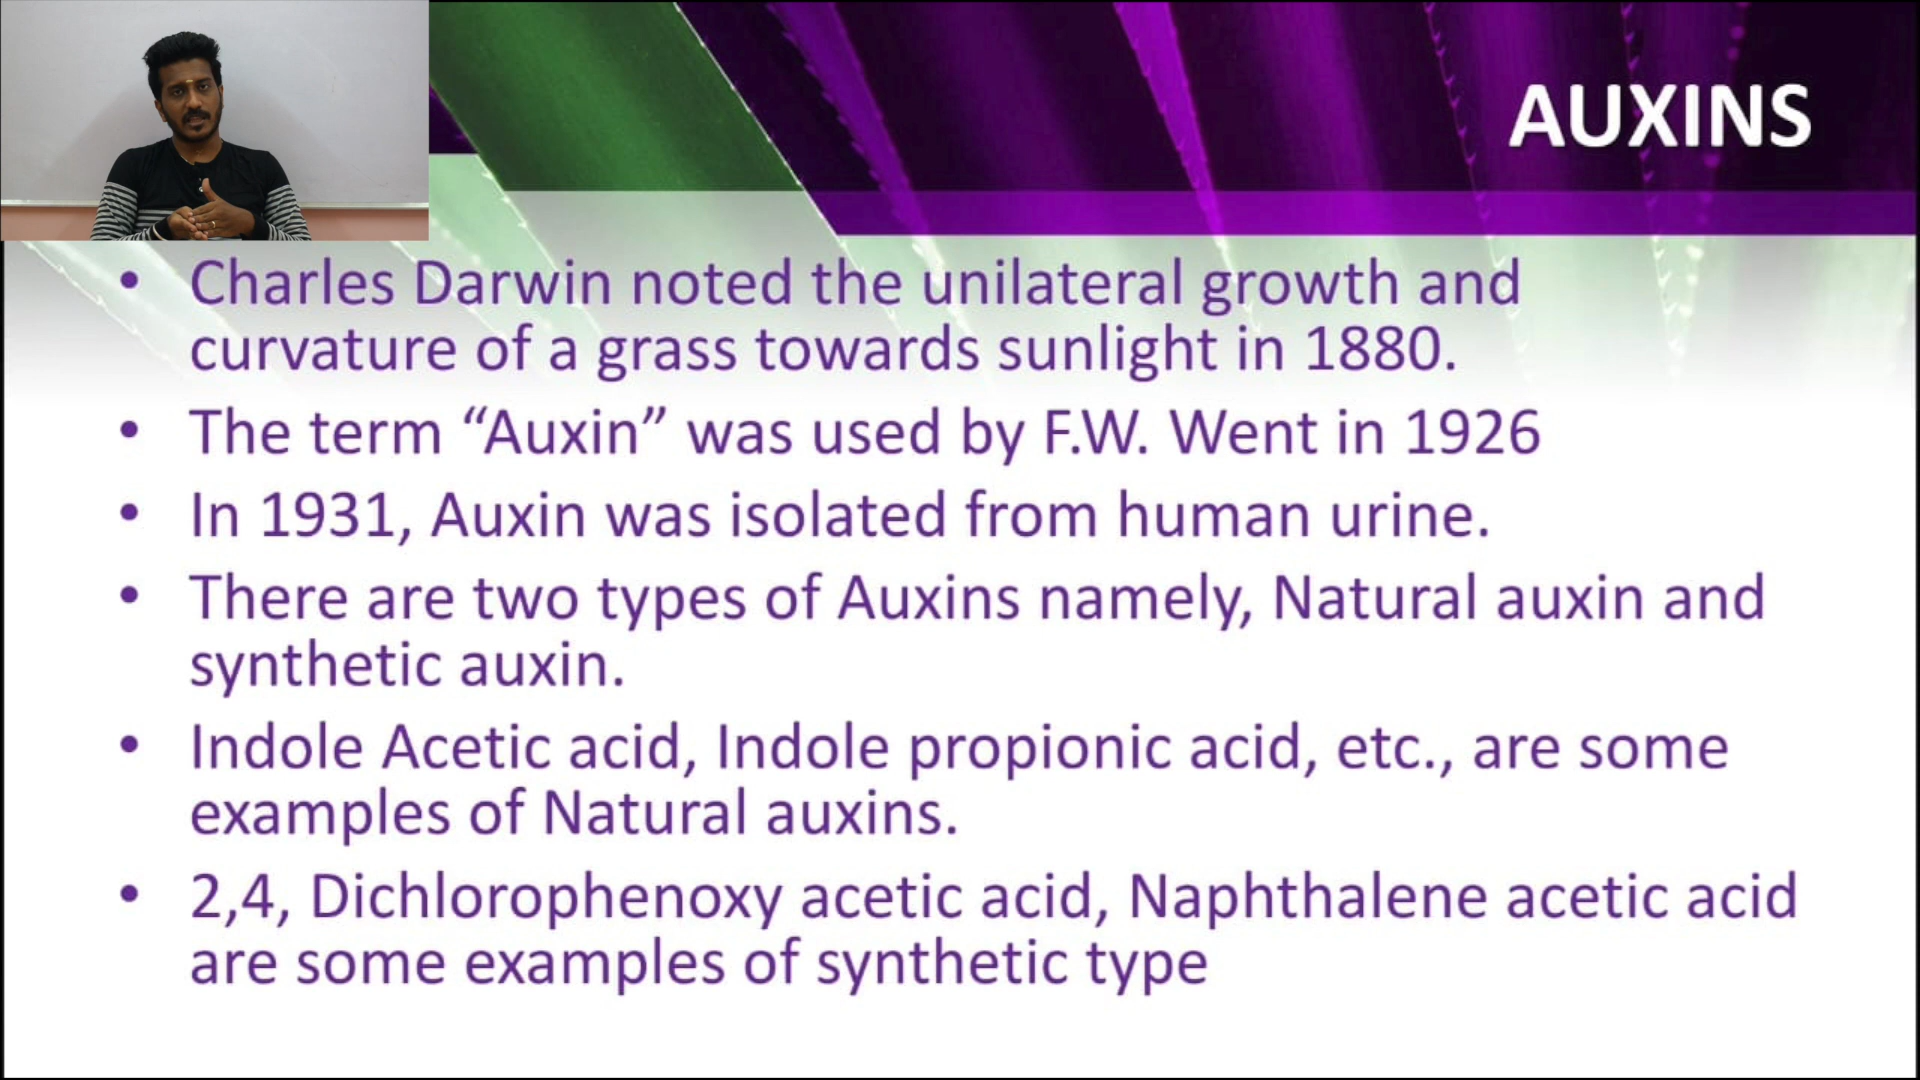 AUXINS
• Charles Darwin noted the unilateral growth and
curvature of a grass towards sunlight in 1880.
• The term “Auxin” was used by F.W. Went in 1926
• In 1931, Auxin was isolated from human urine.
• There are two types of Auxins namely, Natural auxin and
synthetic auxin.
• Indole Acetic acid, Indole propionic acid, etc., are some
examples of Natural auxins.
• 2,4, Dichlorophenoxy acetic acid, Naphthalene acetic acid
are some examples of synthetic type